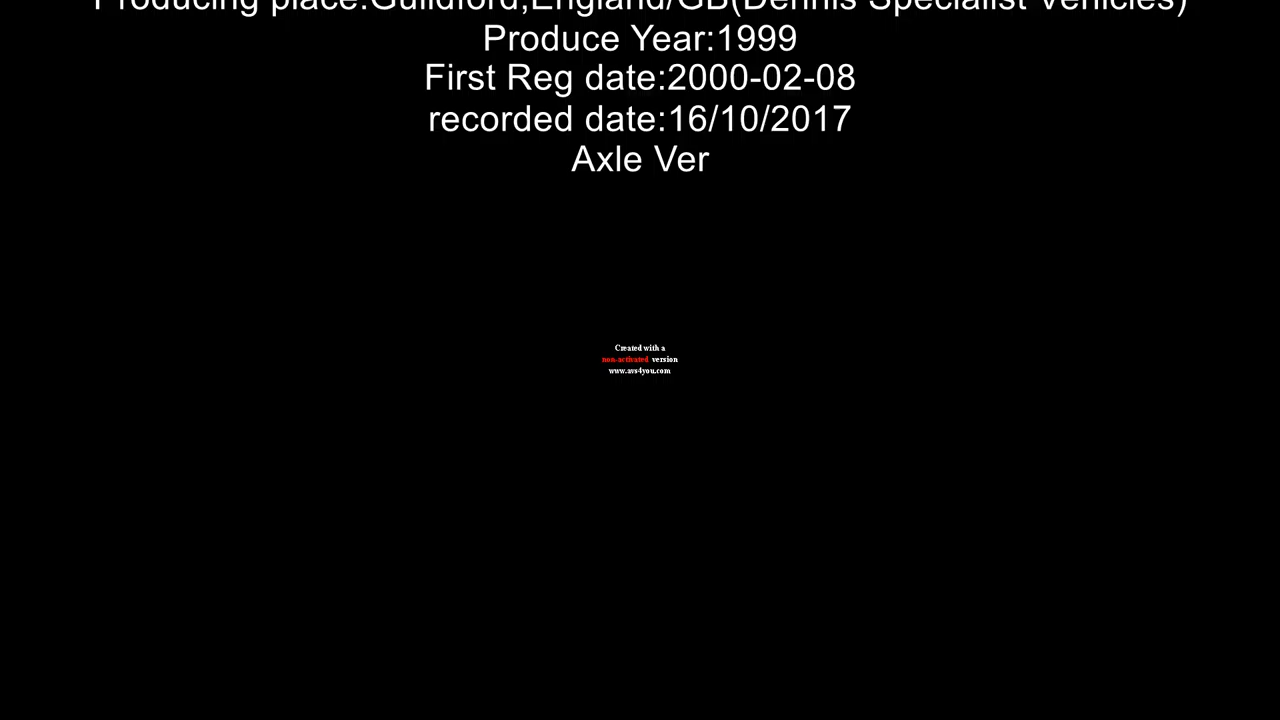 Producing place:Guildford,England/GB(Dennis Specialist Vehicles)
Produce Year:1999
First Reg date:2000-02-08
recorded date:16/10/2017
Axle Ver
Created with a
non-activated version
www.avs4you.com